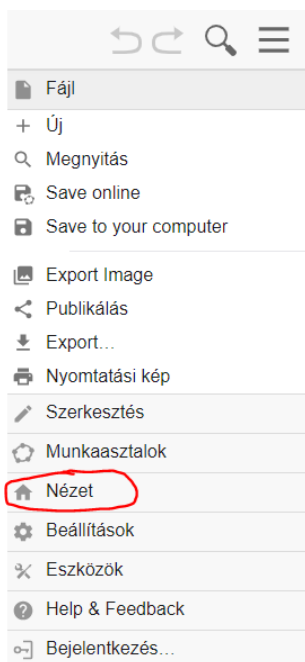 Fájl
Új
Megnyitás
Save online
Save to your computer
Export Image
Publikálás
Export...
Nyomtatási kép
Szerkesztés
Munkaasztalok
Nézet
Beállítások
Eszközök
Help & Feedback
Bejelentkezés...